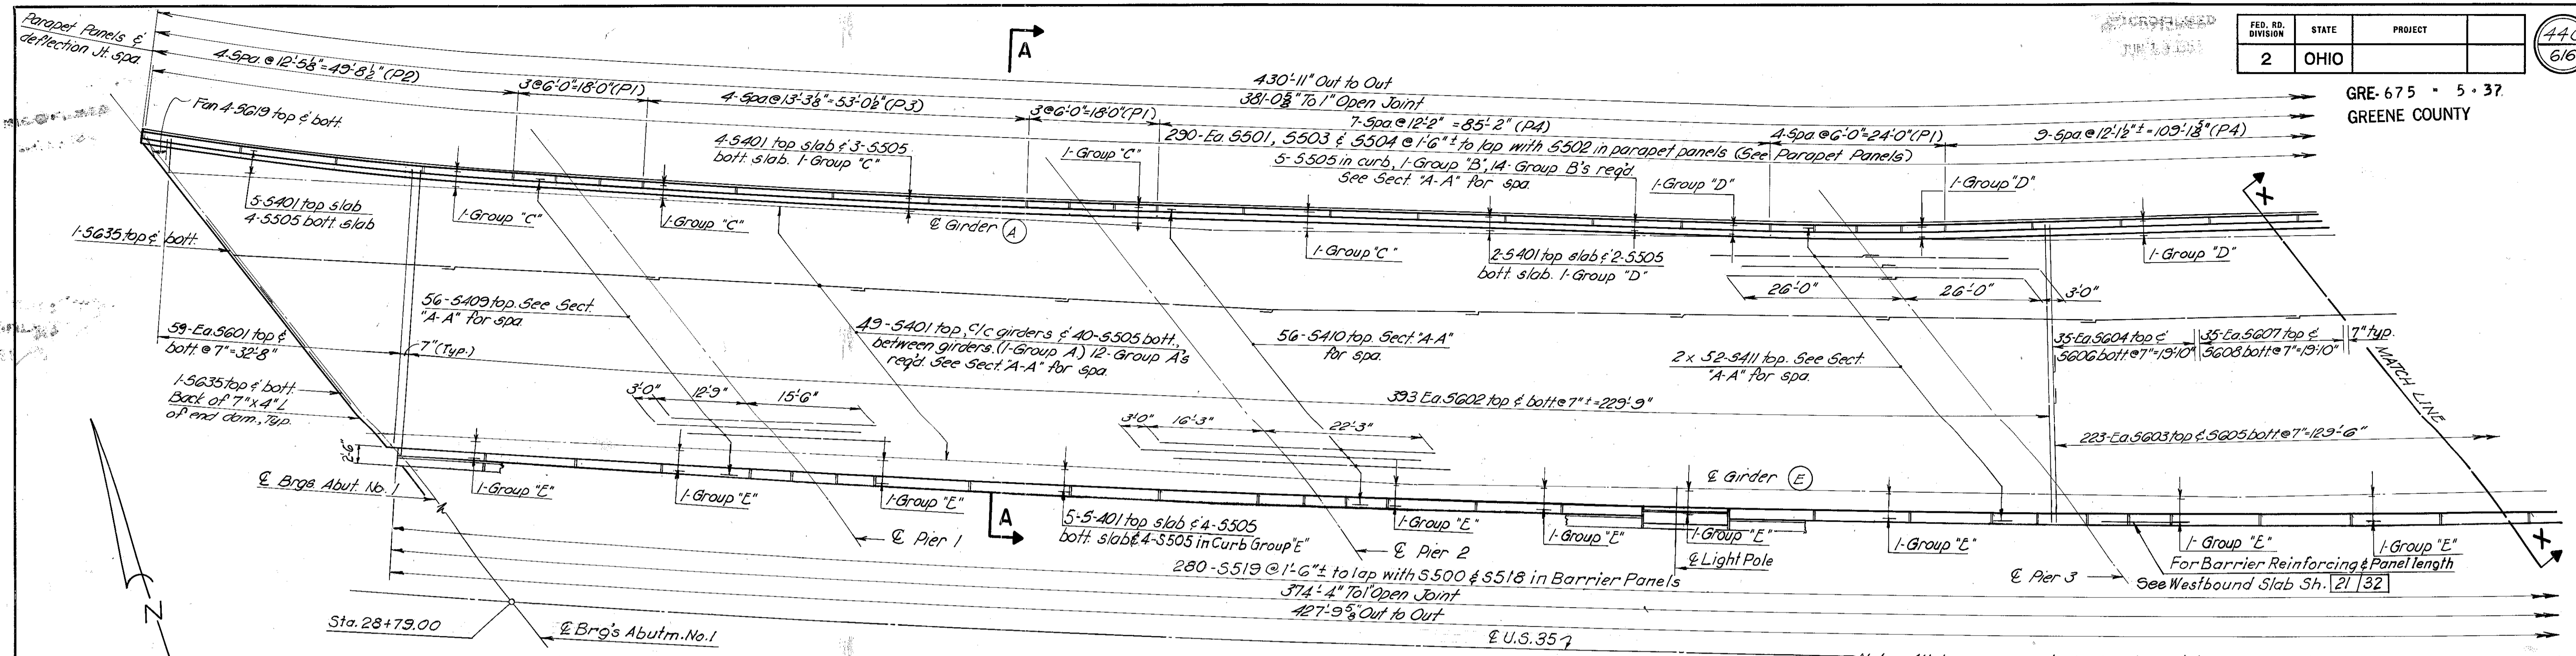 Parapet Panels &
deflection Jt. spa.
4-Spa. @ 12'-5⅛" = 49'-8½" (P2)
3 @ 6'-0" = 18'-0" (P1)
4-Spa @ 13'-3⅛" = 53'-0½" (P3)
3 @ 6'-0" = 18'-0" (P1)
430'-11" Out to Out
381'-0⅝" To 1" Open Joint
7-Spa. @ 12'-2" = 85'-2" (P4)
4-Spa. @ 6'-0" = 24'-0" (P1)
9-Spa. @ 12'-1½"± = 109'-1⅝" (P4)
FED. RD. DIVISION
STATE
PROJECT
2
OHIO
616
GRE-675 - 5.37
GREENE COUNTY
A
Fan 4-S619 top & bott.
290-Ea. S501, S503 & S504 @ 1'-6"± to lap with S502 in parapet panels (See Parapet Panels)
4-S401 top slab & 3-S505
bott. slab. 1-Group "C"
1-Group "C"
5-S505 in curb, 1-Group "B", 14-Group B's req'd.
See Sect. "A-A" for spa.
1-Group "D"
1-Group "D"
X
5-S401 top slab
4-S505 bott. slab
1-Group "C"
1-Group "C"
℄ Girder A
1-Group "C"
2-S401 top slab & 2-S505
bott. slab. 1-Group "D"
1-Group "D"
1-S635 top & bott.
26'-0"
26'-0"
3'-0"
56-S409 top. See Sect.
"A-A" for spa.
49-S401 top, C/c girders & 40-S505 bott.,
between girders. (1-Group A) 12-Group A's
req'd. See Sect. "A-A" for spa.
56-S410 top. Sect. "A-A"
for spa.
59-Ea. S601 top &
bott. @ 7" = 32'-8"
7" (Typ.)
2 x 52-S411 top. See Sect.
"A-A" for spa.
35-Ea. S604 top &
S606 bott. @ 7" = 19'-10"
35-Ea. S607 top &
S608 bott. @ 7" = 19'-10"
7" typ.
MATCH LINE
1-S635 top & bott.
Back of 7" x 4" L
of end dam, Typ.
3'-0"
12'-9"
15'-6"
393 Ea. S602 top & bott @ 7"± = 229'-9"
3'-0"
16'-3"
22'-3"
223-Ea. S603 top & S605 bott. @ 7" = 129'-6"
2'-6"
℄ Brgs. Abut. No. 1
1-Group "E"
1-Group "E"
1-Group "E"
℄ Girder E
A
5-S-401 top slab & 4-S505
bott. slab & 4-S505 in Curb Group "E"
1-Group "E"
1-Group "E"
1-Group "E"
1-Group "E"
1-Group "E"
1-Group "E"
X
℄ Pier 1
℄ Pier 2
℄ Light Pole
℄ Pier 3
For Barrier Reinforcing & Panel length
See Westbound Slab Sh. 21 / 32
280-S519 @ 1'-6"± to lap with S500 & S518 in Barrier Panels
374'-4" To 1" Open Joint
427'-9⅝" Out to Out
N
Sta. 28+79.00
℄ Brg's Abutm. No. 1
℄ U.S. 35